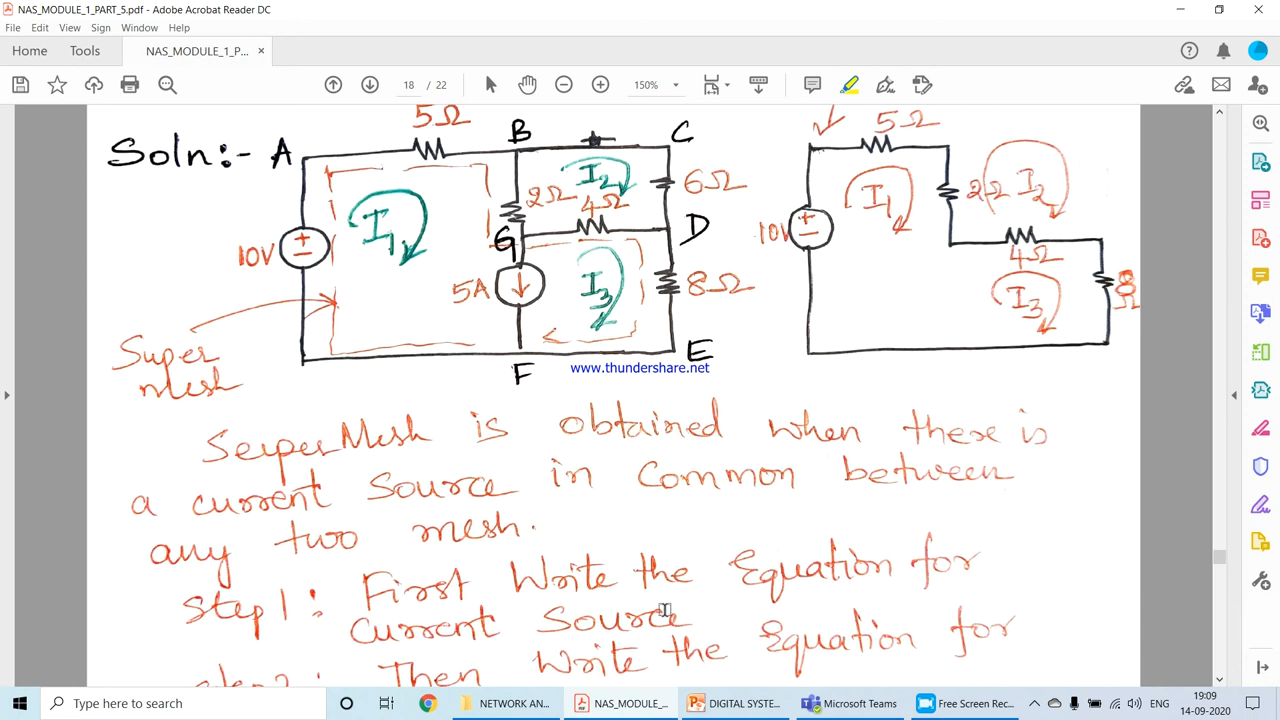 NAS_MODULE_1_PART_5.pdf - Adobe Acrobat Reader DC
File Edit View Sign Window Help
Home Tools NAS_MODULE_1_P... ×
18 / 22 150%
Soln:- A 5Ω B C 5Ω
I1 I2 6Ω I1 2Ω I2
2Ω 4Ω
10V G D 10V 4Ω
5A I3 8Ω I3 8Ω
Super
mesh
F E
www.thundershare.net
SuperMesh is obtained when there is
a current Source in Common between
any two mesh.
Step1: First Write the Equation for
Current Source
Step2: Then Write the Equation for
Type here to search
NETWORK AN...
NAS_MODULE_1_...
DIGITAL SYSTE...
Microsoft Teams
Free Screen Rec...
ENG
19:09
14-09-2020